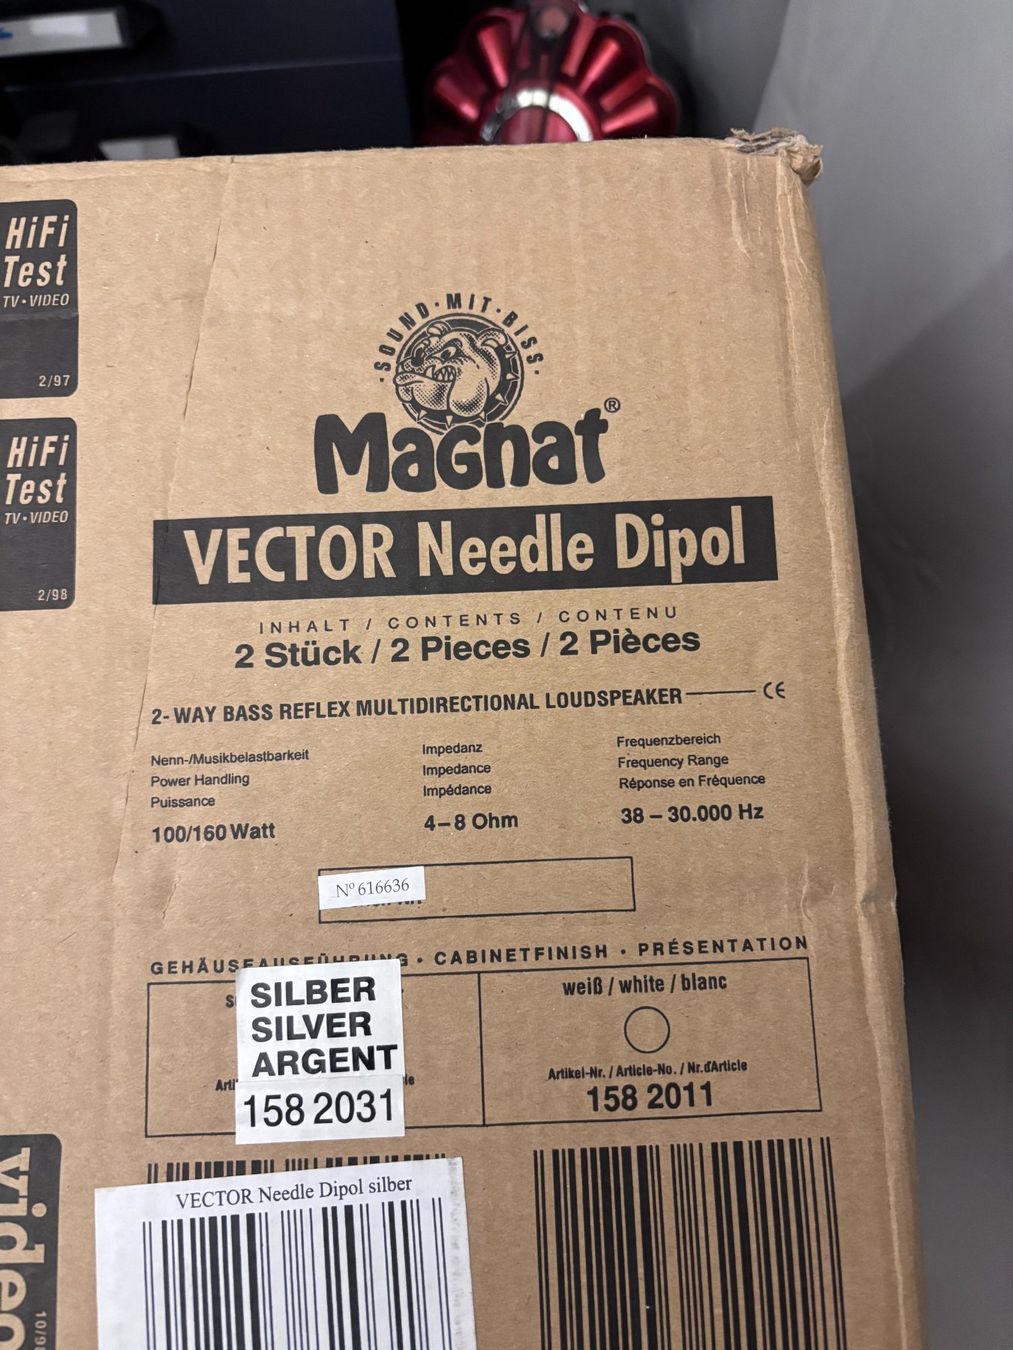 HiFi
Test
TV•VIDEO
2/97
HiFi
Test
TV•VIDEO
2/98
·SOUND·MIT·BISS·
Magnat®
VECTOR Needle Dipol
INHALT / CONTENTS / CONTENU
2 Stück / 2 Pieces / 2 Pièces
2-WAY BASS REFLEX MULTIDIRECTIONAL LOUDSPEAKER CE
Nenn-/Musikbelastbarkeit
Power Handling
Puissance
100/160 Watt
Impedanz
Impedance
Impédance
4–8 Ohm
Frequenzbereich
Frequency Range
Réponse en Fréquence
38 – 30.000 Hz
Nº 616636
GEHÄUSEAUSFÜHRUNG · CABINETFINISH · PRÉSENTATION
SILBER
SILVER
ARGENT
158 2031
weiß / white / blanc
Artikel-Nr. / Article-No. / Nr.d'Article
158 2011
VECTOR Needle Dipol silber
video